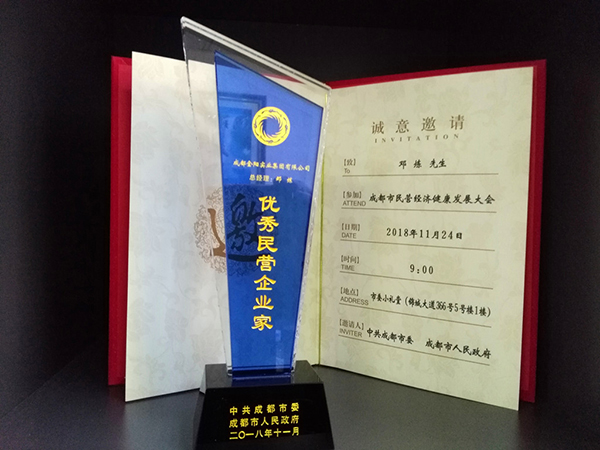 成都金阳实业集团有限公司
总经理：邓 练
优秀民营企业家
中共成都市委
成都市人民政府
二〇一八年十一月
诚意邀请
INVITATION
【致】
To
邓 练 先生
【参加】
ATTEND
成都市民营经济健康发展大会
【日期】
DATE
2018年11月24日
【时间】
TIME
9:00
【地点】
ADDRESS
市委小礼堂（锦城大道366号5号楼1楼）
【邀请人】
INVITER
中共成都市委 成都市人民政府